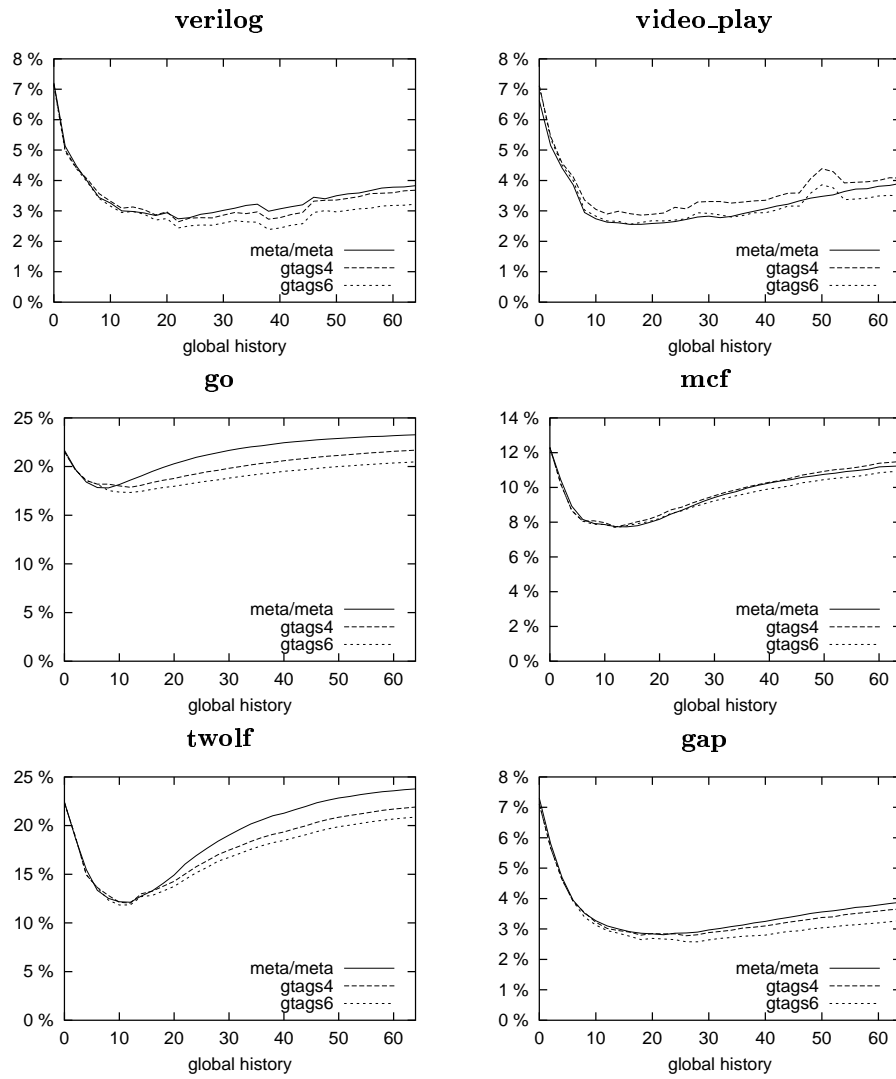 verilog
8 %
7 %
6 %
5 %
4 %
3 %
2 %
1 %
0 %
meta/meta
gtags4
gtags6
0 10 20 30 40 50 60
global history
video_play
8 %
7 %
6 %
5 %
4 %
3 %
2 %
1 %
0 %
meta/meta
gtags4
gtags6
0 10 20 30 40 50 60
global history
go
25 %
20 %
15 %
10 %
5 %
0 %
meta/meta
gtags4
gtags6
0 10 20 30 40 50 60
global history
mcf
14 %
12 %
10 %
8 %
6 %
4 %
2 %
0 %
meta/meta
gtags4
gtags6
0 10 20 30 40 50 60
global history
twolf
25 %
20 %
15 %
10 %
5 %
0 %
meta/meta
gtags4
gtags6
0 10 20 30 40 50 60
global history
gap
8 %
7 %
6 %
5 %
4 %
3 %
2 %
1 %
0 %
meta/meta
gtags4
gtags6
0 10 20 30 40 50 60
global history